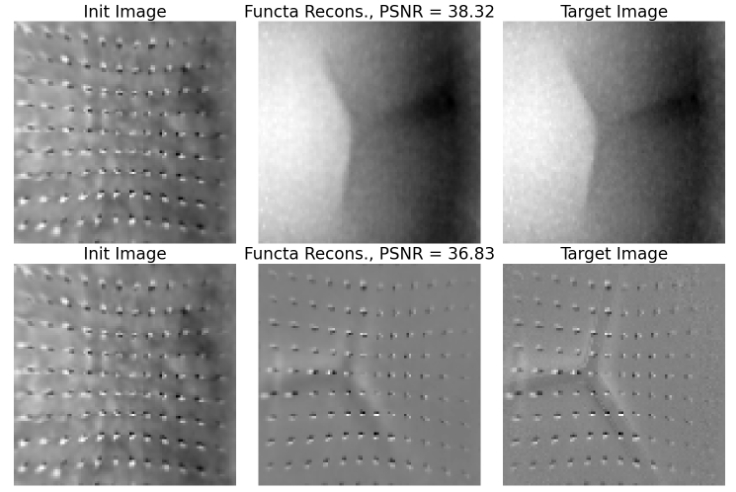 Init Image
Functa Recons., PSNR = 38.32
Target Image
Init Image
Functa Recons., PSNR = 36.83
Target Image